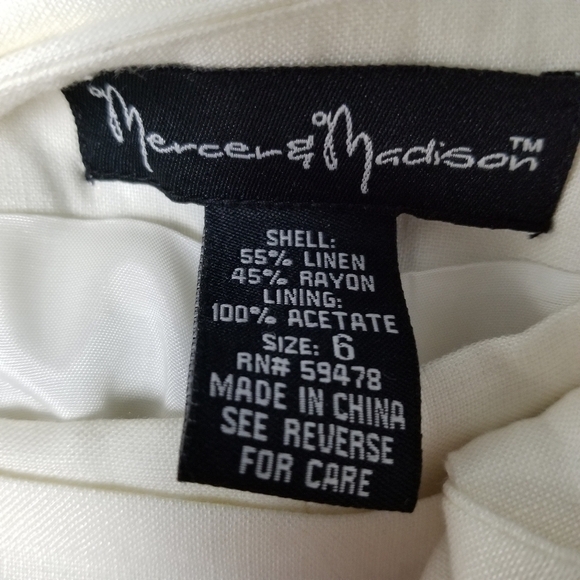 Mercer & Madison™
SHELL:
55% LINEN
45% RAYON
LINING:
100% ACETATE
SIZE: 6
RN# 59478
MADE IN CHINA
SEE REVERSE
FOR CARE